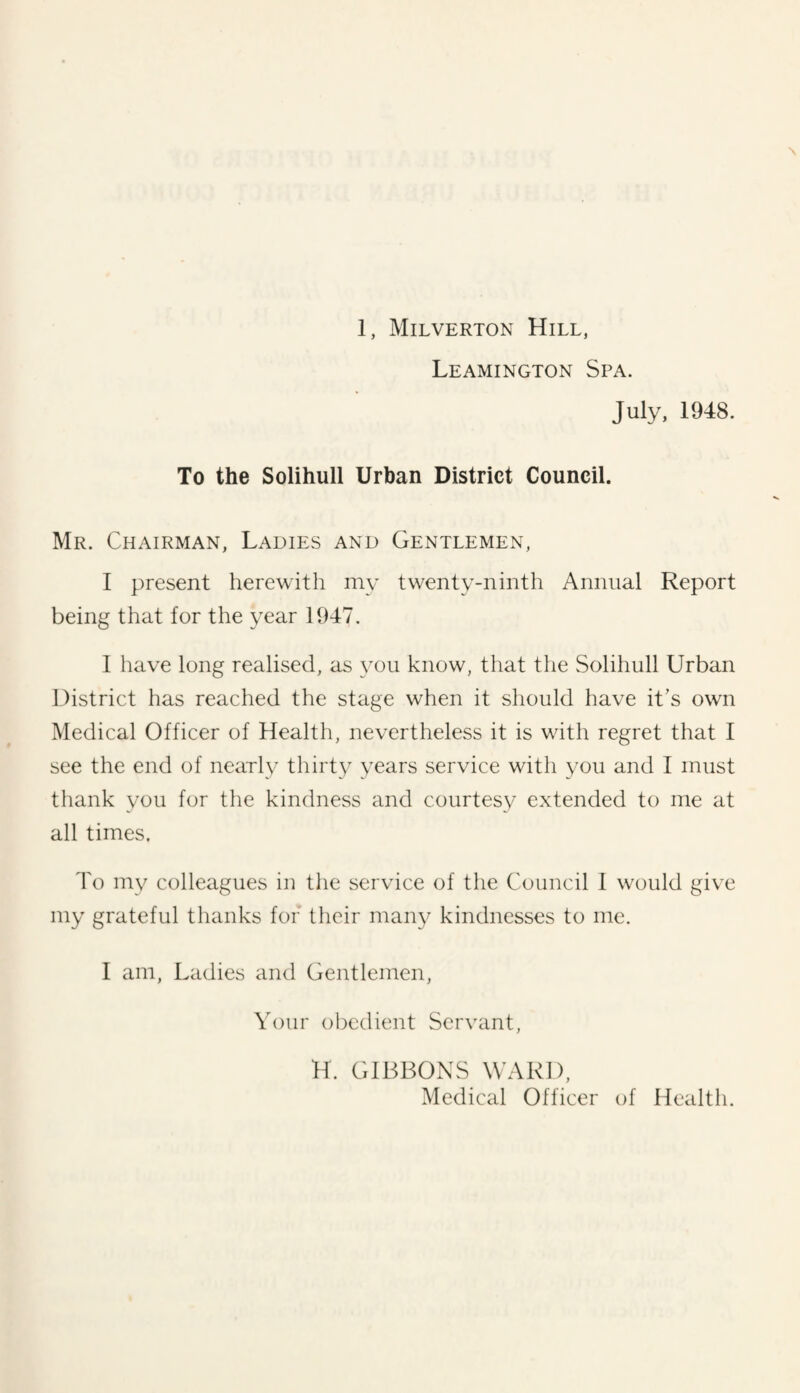 1, MILVERTON HILL,
LEAMINGTON SPA.
July, 1948.
To the Solihull Urban District Council.
MR. CHAIRMAN, LADIES AND GENTLEMEN,
I present herewith my twenty-ninth Annual Report
being that for the year 1947.
I have long realised, as you know, that the Solihull Urban
District has reached the stage when it should have it's own
Medical Officer of Health, nevertheless it is with regret that I
see the end of nearly thirty years service with you and I must
thank you for the kindness and courtesy extended to me at
all times.
To my colleagues in the service of the Council I would give
my grateful thanks for their many kindnesses to me.
I am, Ladies and Gentlemen,
Your obedient Servant,
H. GIBBONS WARD,
Medical Officer of Health.